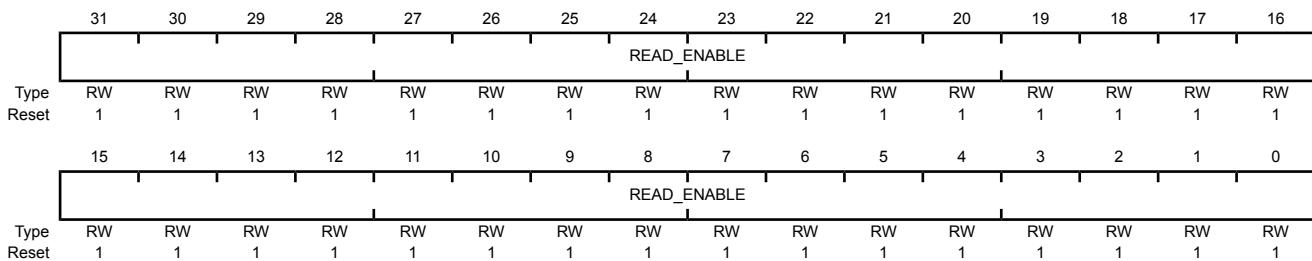 31 30 29 28 27 26 25 24 23 22 21 20 19 18 17 16
READ_ENABLE
Type RW RW RW RW RW RW RW RW RW RW RW RW RW RW RW RW
Reset 1 1 1 1 1 1 1 1 1 1 1 1 1 1 1 1
15 14 13 12 11 10 9 8 7 6 5 4 3 2 1 0
READ_ENABLE
Type RW RW RW RW RW RW RW RW RW RW RW RW RW RW RW RW
Reset 1 1 1 1 1 1 1 1 1 1 1 1 1 1 1 1